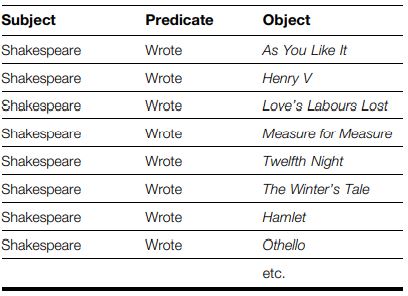 Subject Predicate Object
Shakespeare Wrote As You Like It
Shakespeare Wrote Henry V
Shakespeare Wrote Love's Labours Lost
Shakespeare Wrote Measure for Measure
Shakespeare Wrote Twelfth Night
Shakespeare Wrote The Winter's Tale
Shakespeare Wrote Hamlet
Shakespeare Wrote Othello
etc.